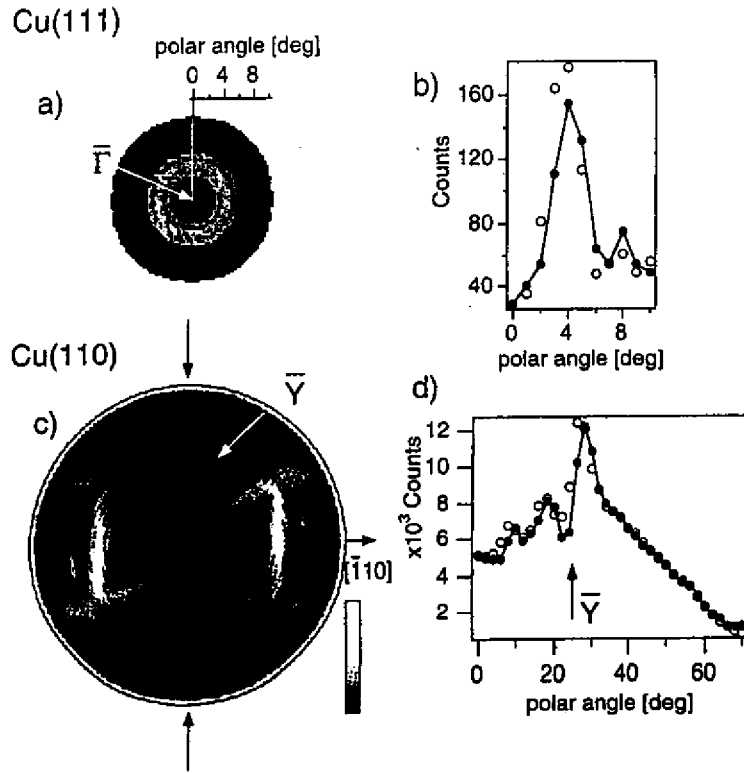 Cu(111)
polar angle [deg]
0 4 8
a)
Γ̅
b)
Counts
160
120
80
40
0 4 8
polar angle [deg]
Cu(110)
c)
Y̅
[1̅10]
d)
x10³ Counts
12
10
8
6
4
2
Y̅
0 20 40 60
polar angle [deg]